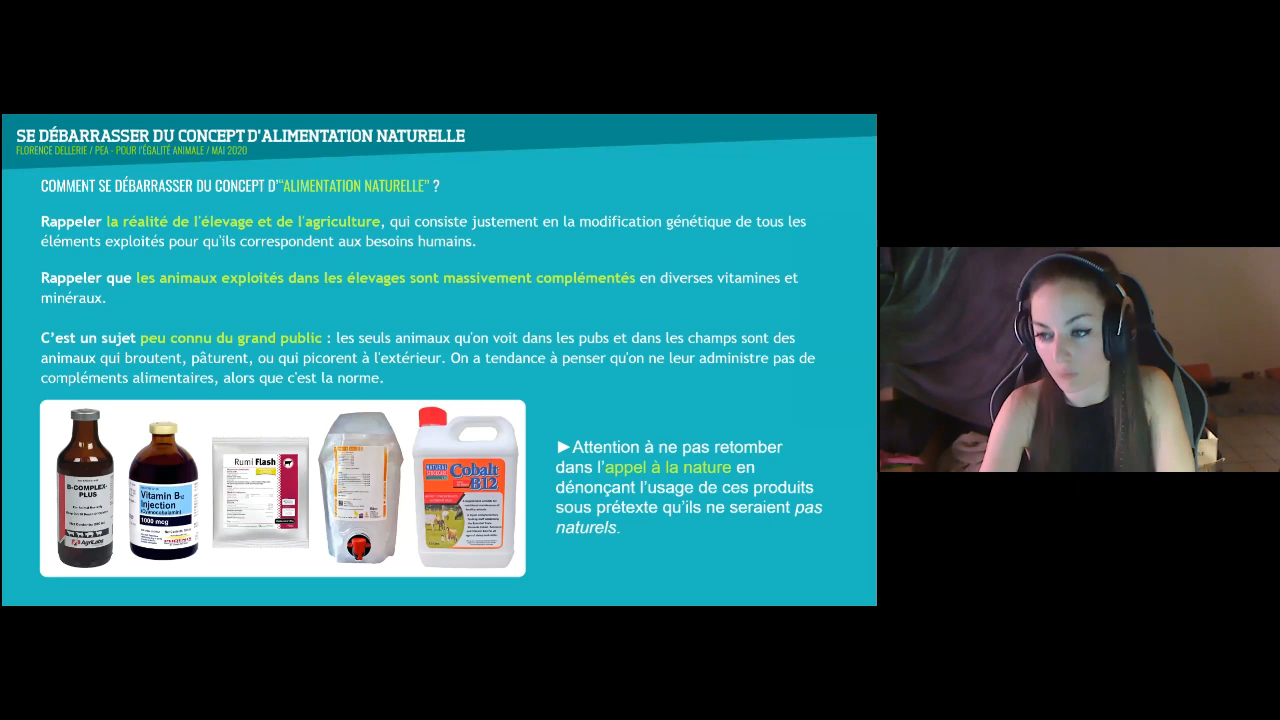 SE DÉBARRASSER DU CONCEPT D'ALIMENTATION NATURELLE
FLORENCE DELLERIE / PEA - POUR L'ÉGALITÉ ANIMALE / MAI 2020
COMMENT SE DÉBARRASSER DU CONCEPT D'"ALIMENTATION NATURELLE" ?
Rappeler la réalité de l'élevage et de l'agriculture, qui consiste justement en la modification génétique de tous les
éléments exploités pour qu'ils correspondent aux besoins humains.
Rappeler que les animaux exploités dans les élevages sont massivement complémentés en diverses vitamines et
minéraux.
C'est un sujet peu connu du grand public : les seuls animaux qu'on voit dans les pubs et dans les champs sont des
animaux qui broutent, pâturent, ou qui picorent à l'extérieur. On a tendance à penser qu'on ne leur administre pas de
compléments alimentaires, alors que c'est la norme.
B-COMPLEX-
PLUS
AgriLabs
Vitamin B12
Injection
(Cyanocobalamin)
1000 mcg
Rumi Flash
NATURAL
Cobalt
B12
►Attention à ne pas retomber
dans l'appel à la nature en
dénonçant l'usage de ces produits
sous prétexte qu'ils ne seraient pas
naturels.